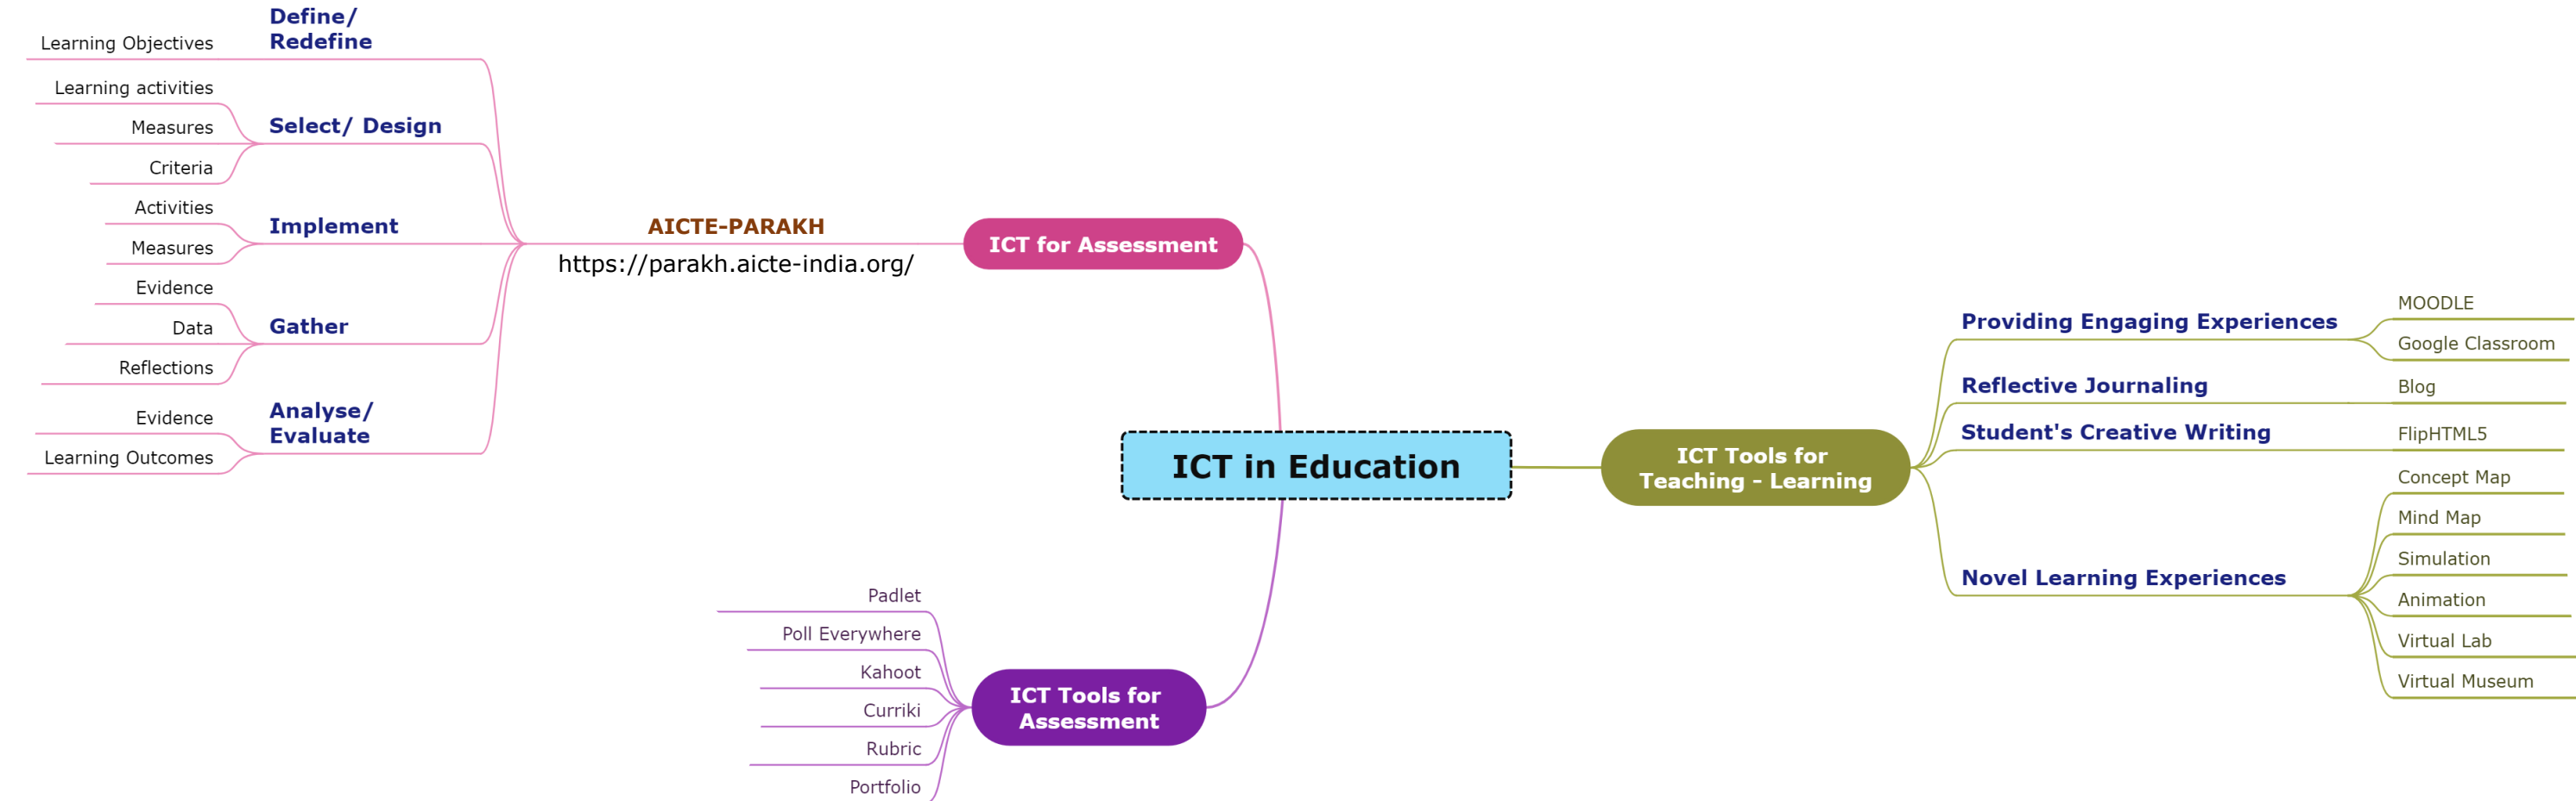 Define/
Redefine
Learning Objectives
Learning activities
Select/ Design
Measures
Criteria
Activities
Implement
Measures
Evidence
Gather
Data
Reflections
Analyse/
Evaluate
Evidence
Learning Outcomes
AICTE-PARAKH
https://parakh.aicte-india.org/
ICT for Assessment
ICT in Education
ICT Tools for
Teaching - Learning
Providing Engaging Experiences
MOODLE
Google Classroom
Reflective Journaling
Blog
Student's Creative Writing
FlipHTML5
Novel Learning Experiences
Concept Map
Mind Map
Simulation
Animation
Virtual Lab
Virtual Museum
ICT Tools for
Assessment
Padlet
Poll Everywhere
Kahoot
Curriki
Rubric
Portfolio